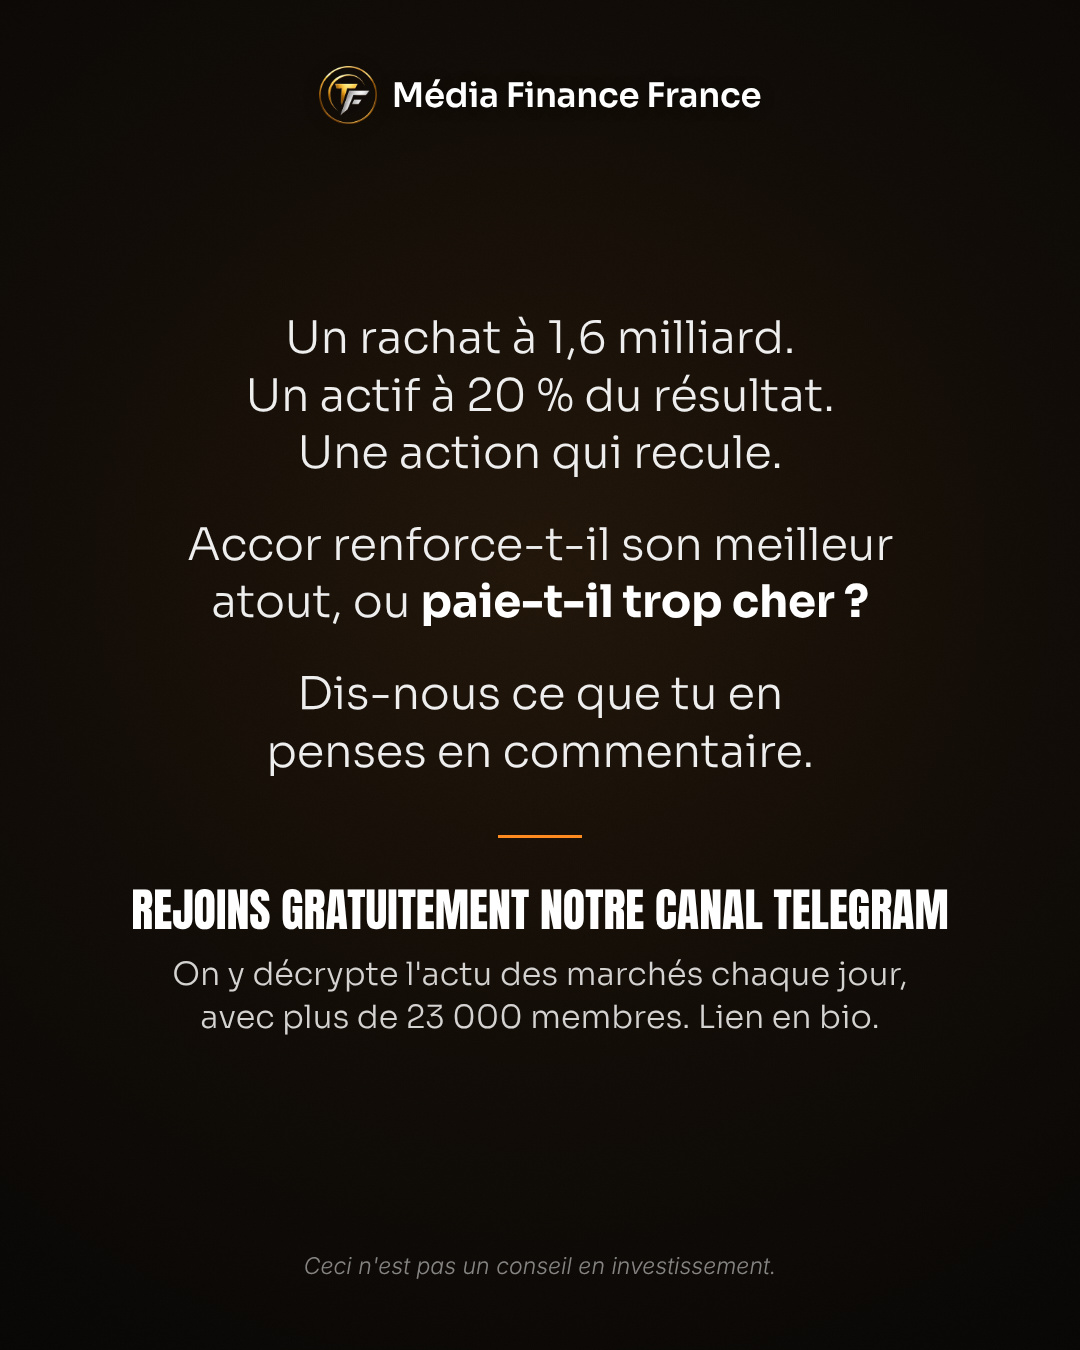 TF Média Finance France
Un rachat à 1,6 milliard.
Un actif à 20 % du résultat.
Une action qui recule.
Accor renforce-t-il son meilleur
atout, ou paie-t-il trop cher ?
Dis-nous ce que tu en
penses en commentaire.
REJOINS GRATUITEMENT NOTRE CANAL TELEGRAM
On y décrypte l'actu des marchés chaque jour,
avec plus de 23 000 membres. Lien en bio.
Ceci n'est pas un conseil en investissement.